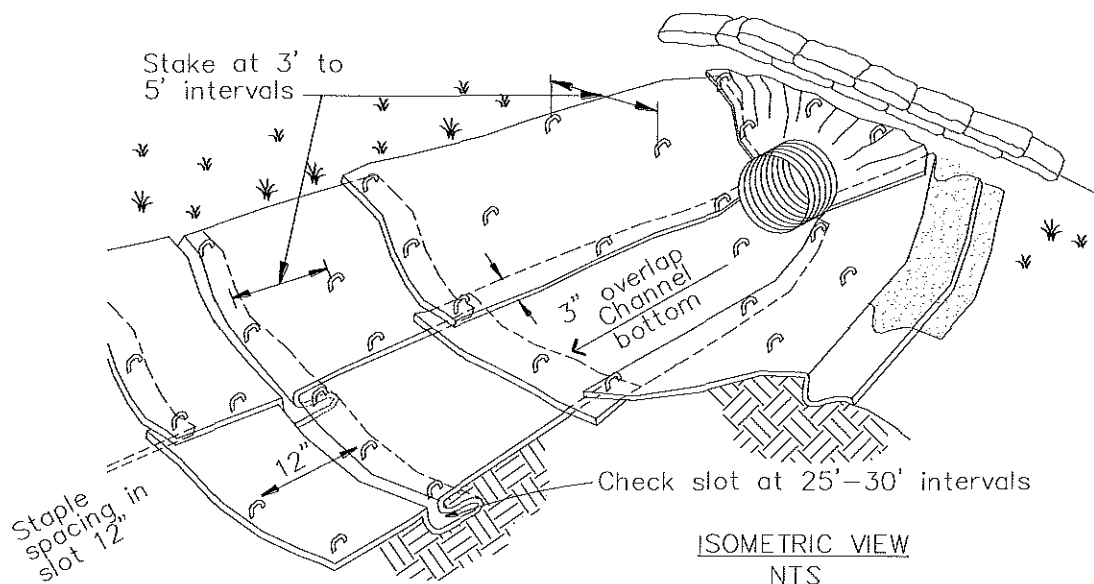 Stake at 3' to
5' intervals
3" overlap
Channel
bottom
12"
Staple
spacing in
slot 12"
Check slot at 25'-30' intervals
ISOMETRIC VIEW
NTS